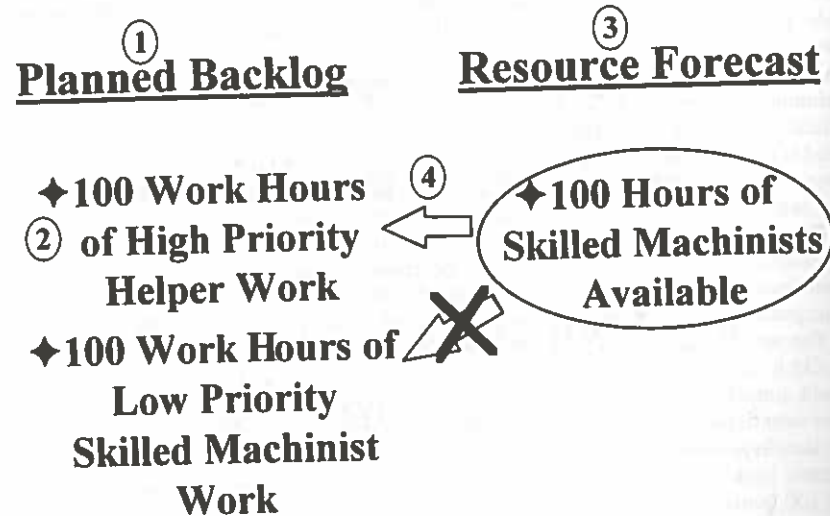 ①
Planned Backlog
✦100 Work Hours
② of High Priority
Helper Work
✦100 Work Hours of
Low Priority
Skilled Machinist
Work
③
Resource Forecast
④
✦100 Hours of
Skilled Machinists
Available